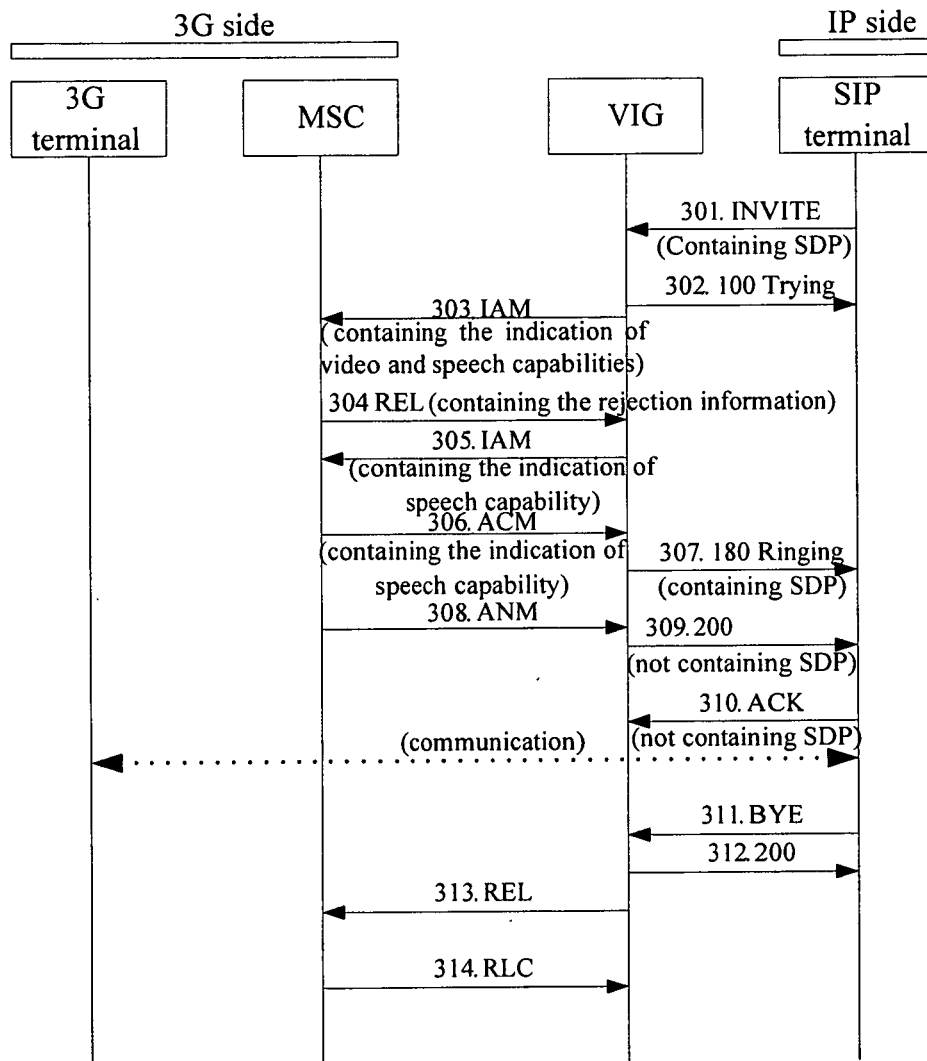 3G side
IP side
3G
terminal
MSC
VIG
SIP
terminal
301. INVITE
(Containing SDP)
302. 100 Trying
303. IAM
( containing the indication of
video and speech capabilities)
304 REL (containing the rejection information)
305. IAM
(containing the indication of
speech capability)
306. ACM
(containing the indication of
speech capability)
307. 180 Ringing
(containing SDP)
308. ANM
309. 200
(not containing SDP)
310. ACK
(not containing SDP)
(communication)
311. BYE
312. 200
313. REL
314. RLC